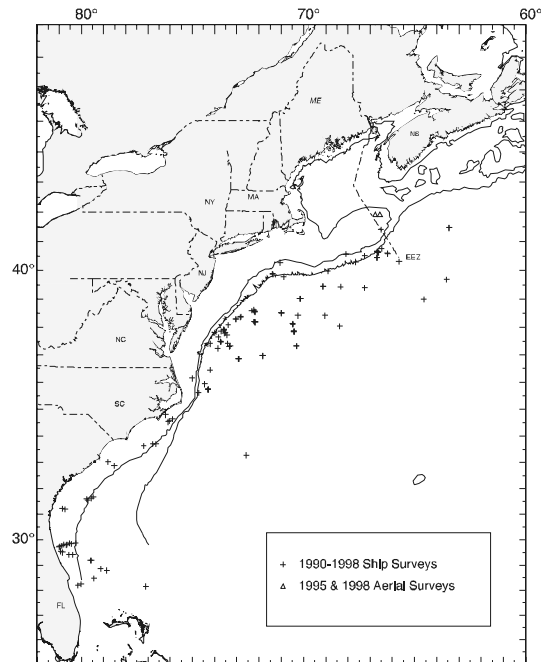 80°
70°
60°
ME
NB
NY
MA
NJ
40°
EEZ
NC
SC
30°
+ 1990-1998 Ship Surveys
△ 1995 & 1998 Aerial Surveys
FL